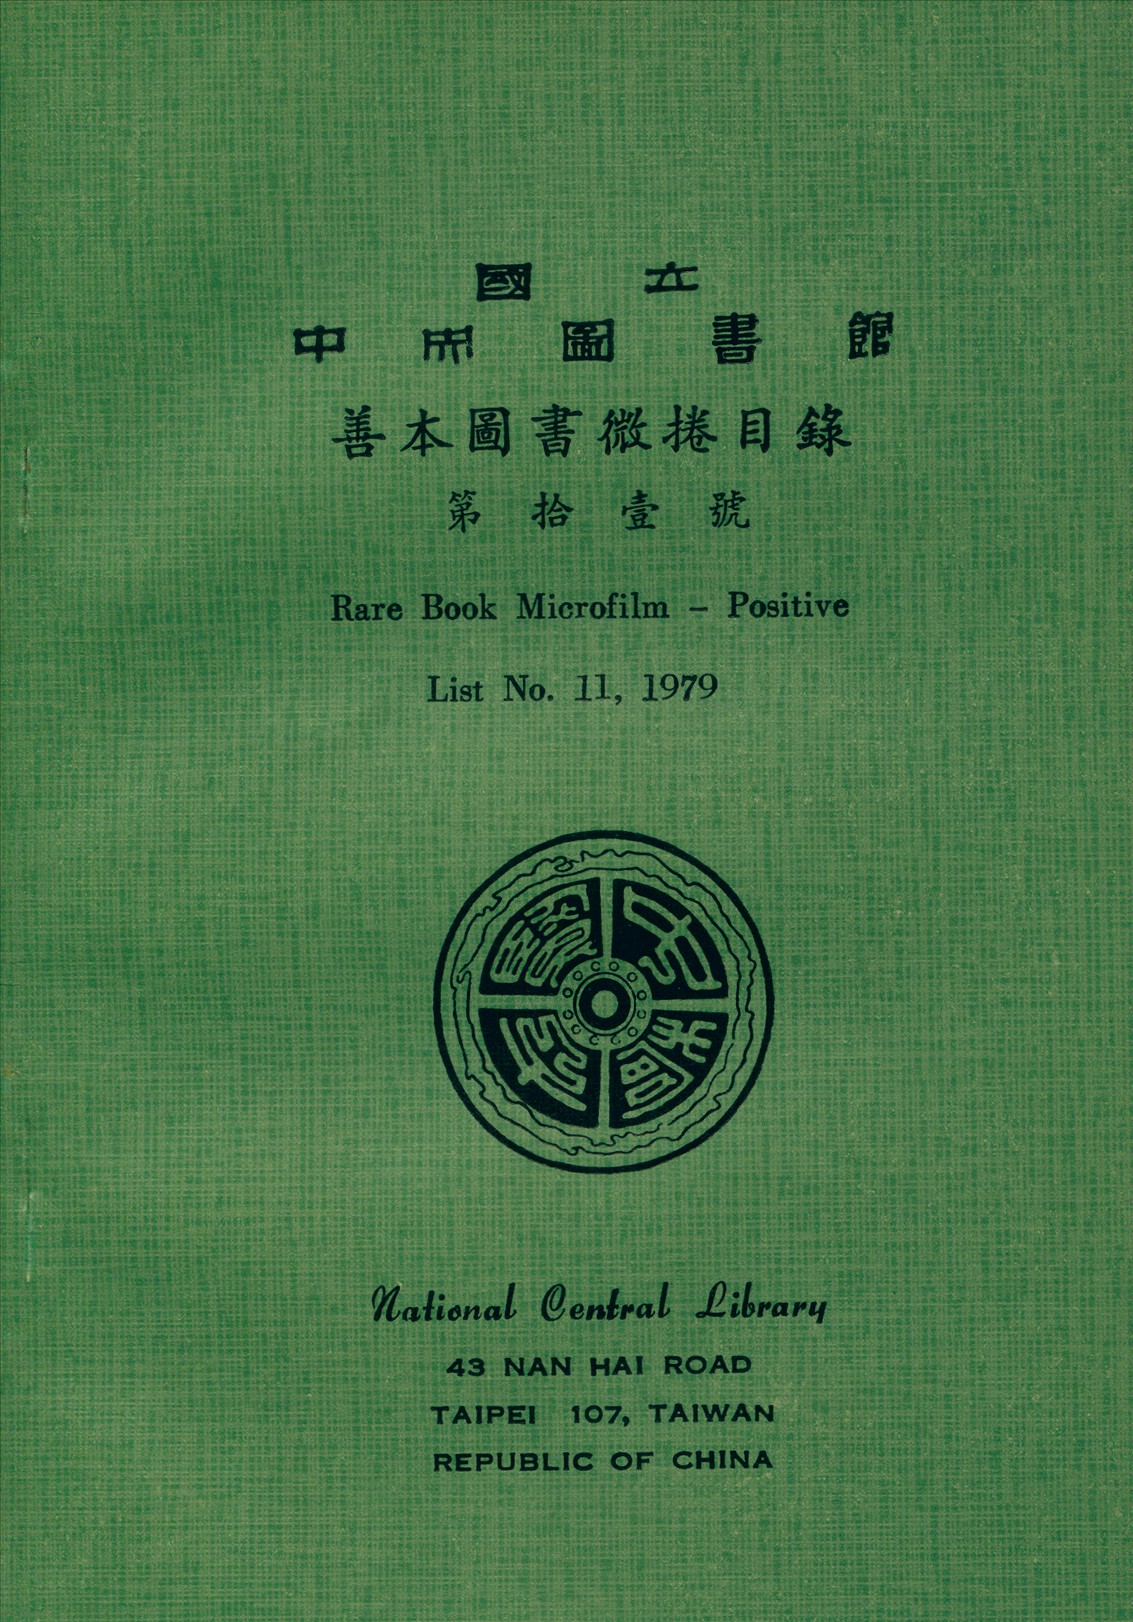 國立
中央圖書館
善本圖書微捲目錄
第拾壹號
Rare Book Microfilm – Positive
List No. 11, 1979
National Central Library
43 NAN HAI ROAD
TAIPEI 107, TAIWAN
REPUBLIC OF CHINA